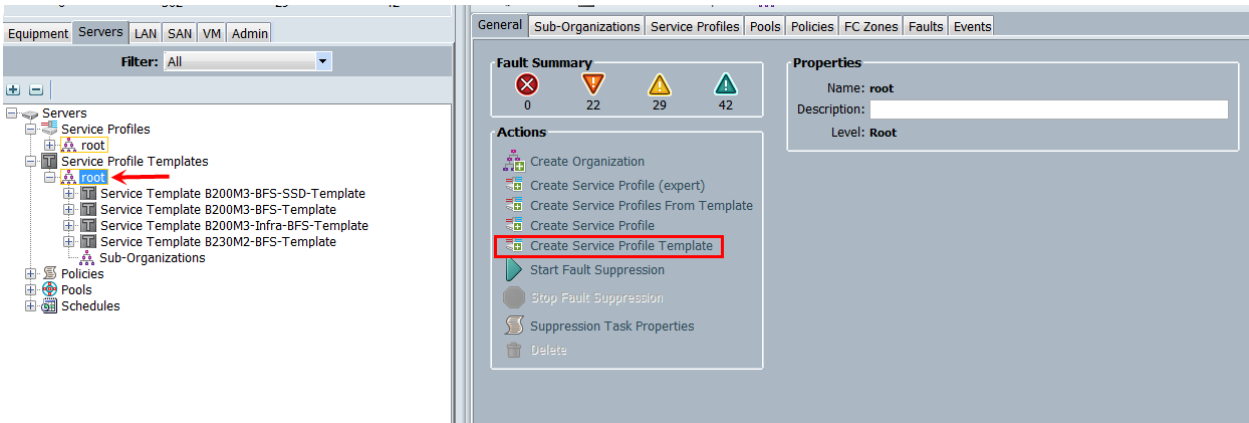 Equipment Servers LAN SAN VM Admin
Filter: All
Servers
Service Profiles
root
Service Profile Templates
root
Service Template B200M3-BFS-SSD-Template
Service Template B200M3-BFS-Template
Service Template B200M3-Infra-BFS-Template
Service Template B230M2-BFS-Template
Sub-Organizations
Policies
Pools
Schedules
General Sub-Organizations Service Profiles Pools Policies FC Zones Faults Events
Fault Summary
0 22 29 42
Actions
Create Organization
Create Service Profile (expert)
Create Service Profiles From Template
Create Service Profile
Create Service Profile Template
Start Fault Suppression
Stop Fault Suppression
Suppression Task Properties
Delete
Properties
Name: root
Description:
Level: Root